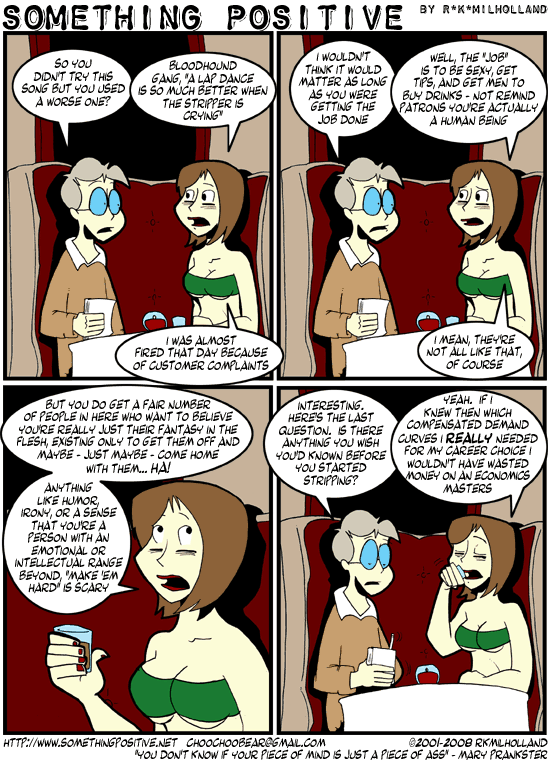 SOMETHING POSITIVE BY R*K*MILHOLLAND
SO YOU
DIDN'T TRY THIS
SONG BUT YOU USED
A WORSE ONE?
BLOODHOUND
GANG, "A LAP DANCE
IS SO MUCH BETTER WHEN
THE STRIPPER IS
CRYING"
I WAS ALMOST
FIRED THAT DAY BECAUSE
OF CUSTOMER COMPLAINTS
I WOULDN'T
THINK IT WOULD
MATTER AS LONG
AS YOU WERE
GETTING THE
JOB DONE
WELL, THE "JOB"
IS TO BE SEXY, GET
TIPS, AND GET MEN TO
BUY DRINKS - NOT REMIND
PATRONS YOU'RE ACTUALLY
A HUMAN BEING
I MEAN, THEY'RE
NOT ALL LIKE THAT,
OF COURSE
BUT YOU DO GET A FAIR NUMBER
OF PEOPLE IN HERE WHO WANT TO BELIEVE
YOU'RE REALLY JUST THEIR FANTASY IN THE
FLESH, EXISTING ONLY TO GET THEM OFF AND
MAYBE - JUST MAYBE - COME HOME
WITH THEM... HA!
ANYTHING
LIKE HUMOR,
IRONY, OR A SENSE
THAT YOU'RE A
PERSON WITH AN
EMOTIONAL OR
INTELLECTUAL RANGE
BEYOND, "MAKE 'EM
HARD" IS SCARY
INTERESTING.
HERE'S THE LAST
QUESTION. IS THERE
ANYTHING YOU WISH
YOU'D KNOWN BEFORE
YOU STARTED
STRIPPING?
YEAH. IF I
KNEW THEN WHICH
COMPENSATED DEMAND
CURVES I REALLY NEEDED
FOR MY CAREER CHOICE I
WOULDN'T HAVE WASTED
MONEY ON AN ECONOMICS
MASTERS
HTTP://WWW.SOMETHINGPOSITIVE.NET CHOOCHOOBEAR@GMAIL.COM ©2001-2008 RKMILHOLLAND
"YOU DON'T KNOW IF YOUR PIECE OF MIND IS JUST A PIECE OF ASS" - MARY PRANKSTER